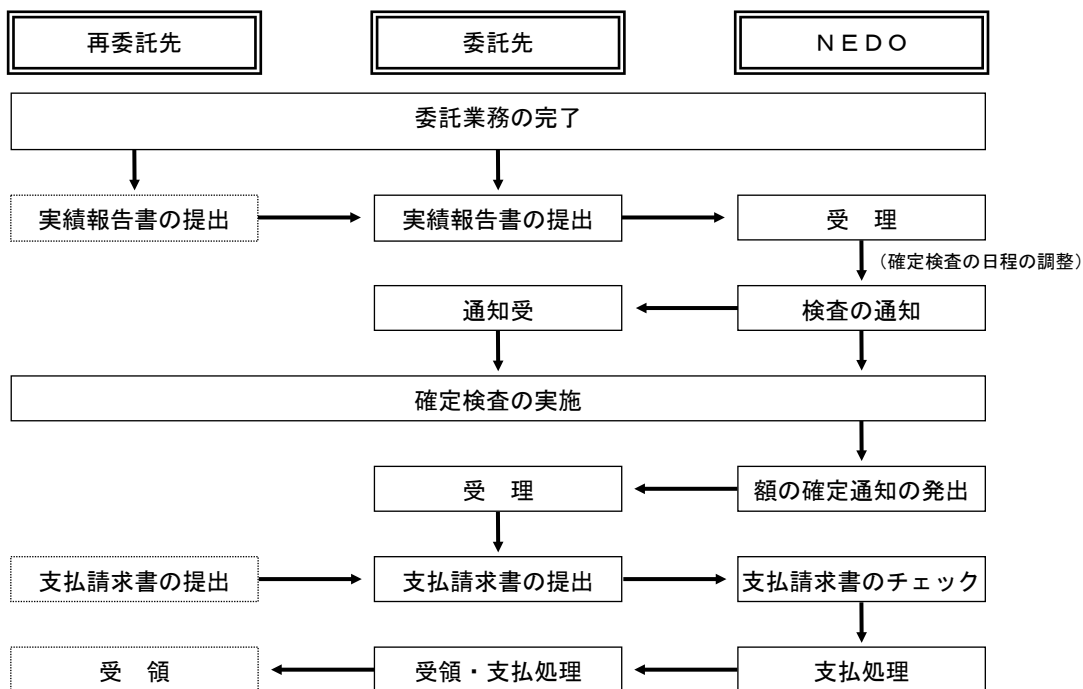 再委託先
委託先
ＮＥＤＯ
委託業務の完了
実績報告書の提出
実績報告書の提出
受　理
（確定検査の日程の調整）
通知受
検査の通知
確定検査の実施
受　理
額の確定通知の発出
支払請求書の提出
支払請求書の提出
支払請求書のチェック
受　領
受領・支払処理
支払処理